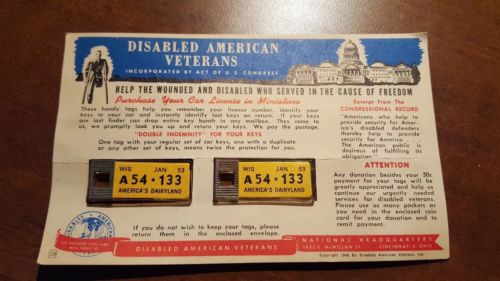 DISABLED AMERICAN
VETERANS
INCORPORATED BY ACT OF U. S. CONGRESS
HELP THE WOUNDED AND DISABLED WHO SERVED IN THE CAUSE OF FREEDOM
Purchase Your Car License in Miniature
These handy tags help you remember your license number, identify your
keys to your car and instantly identify lost keys on return. If your keys
are lost finder can drop entire key bunch in any mailbox. They come to
us, we promptly look you up and return your keys. We pay the postage.
"DOUBLE INDEMNITY" FOR YOUR KEYS
One tag with your regular set of car keys, one with a duplicate
or any other set of keys, means twice the protection for you.
Excerpt From The
CONGRESSIONAL RECORD
"Americans who help to
provide security for Amer-
ica's disabled defenders
thereby help to provide
security for America — The
American public is
desirous of fulfilling its
obligation"
WIS JAN 53
A54·133
AMERICA'S DAIRYLAND
WIS JAN 53
A54·133
AMERICA'S DAIRYLAND
ATTENTION
Any donation besides your 50c
payment for your tags will be
greatly appreciated and help us
continue our urgently needed
services for disabled veterans.
Please use as many packets as
you need in the enclosed coin
card for your donation and to
remit payment.
DISABLED AMERICAN
If you do not wish to keep your tags, please
return them in the enclosed envelope.
DISABLED AMERICAN VETERANS
NATIONAL HEADQUARTERS
CINCINNATI 6, OHIO
Copyright 1948 By Disabled American Veterans, Inc.